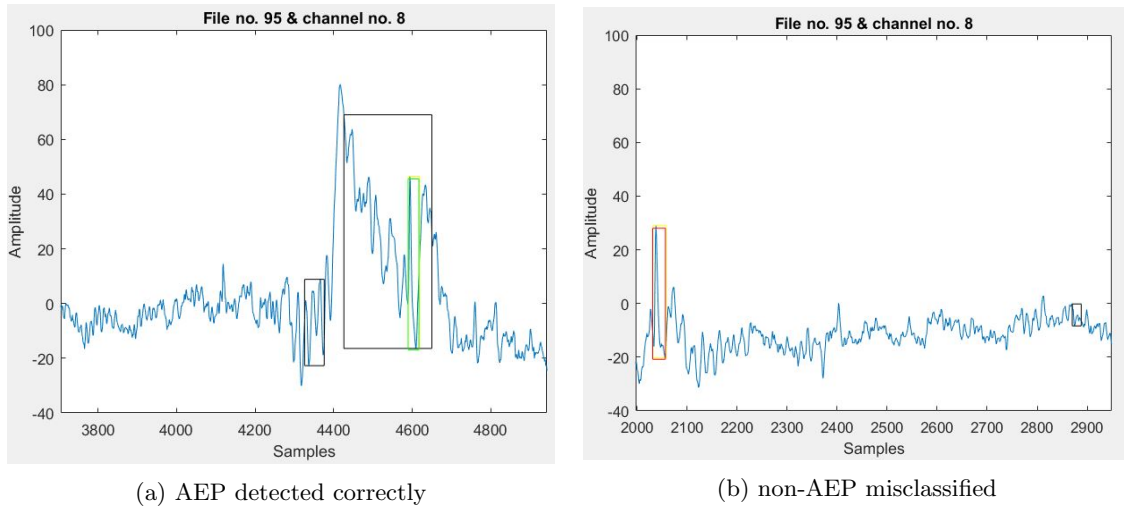 File no. 95 & channel no. 8
100
80
60
40
20
0
-20
-40
Amplitude
3800 4000 4200 4400 4600 4800
Samples
(a) AEP detected correctly
File no. 95 & channel no. 8
100
80
60
40
20
0
-20
-40
Amplitude
2000 2100 2200 2300 2400 2500 2600 2700 2800 2900
Samples
(b) non-AEP misclassified